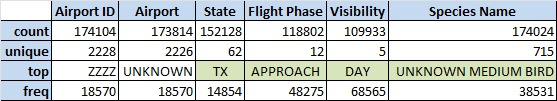 Airport ID Airport State Flight Phase Visibility Species Name
count 174104 173814 152128 118802 109933 174024
unique 2228 2226 62 12 5 715
top ZZZZ UNKNOWN TX APPROACH DAY UNKNOWN MEDIUM BIRD
freq 18570 18570 14854 48275 68565 38531